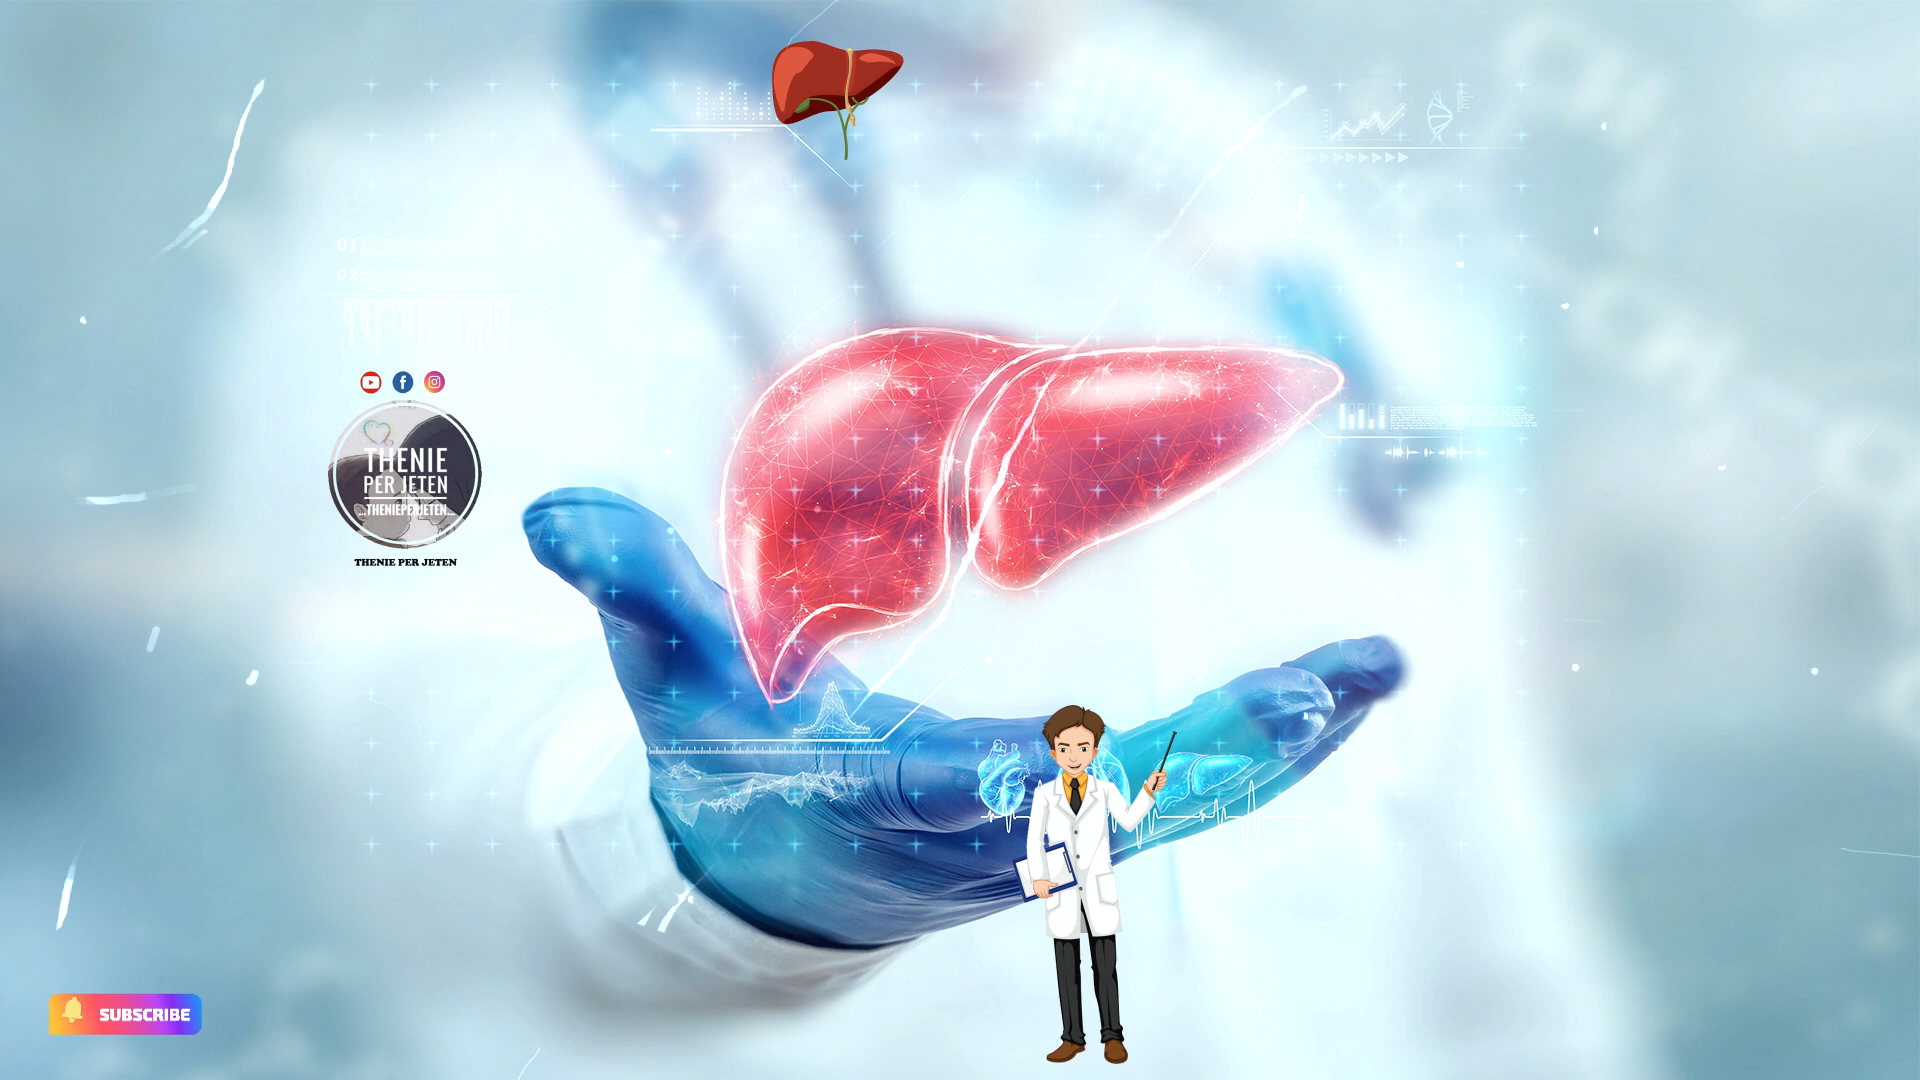 01
02
THENIE
PER JETEN
...THENIEPERJETEN...
THENIE PER JETEN
SUBSCRIBE